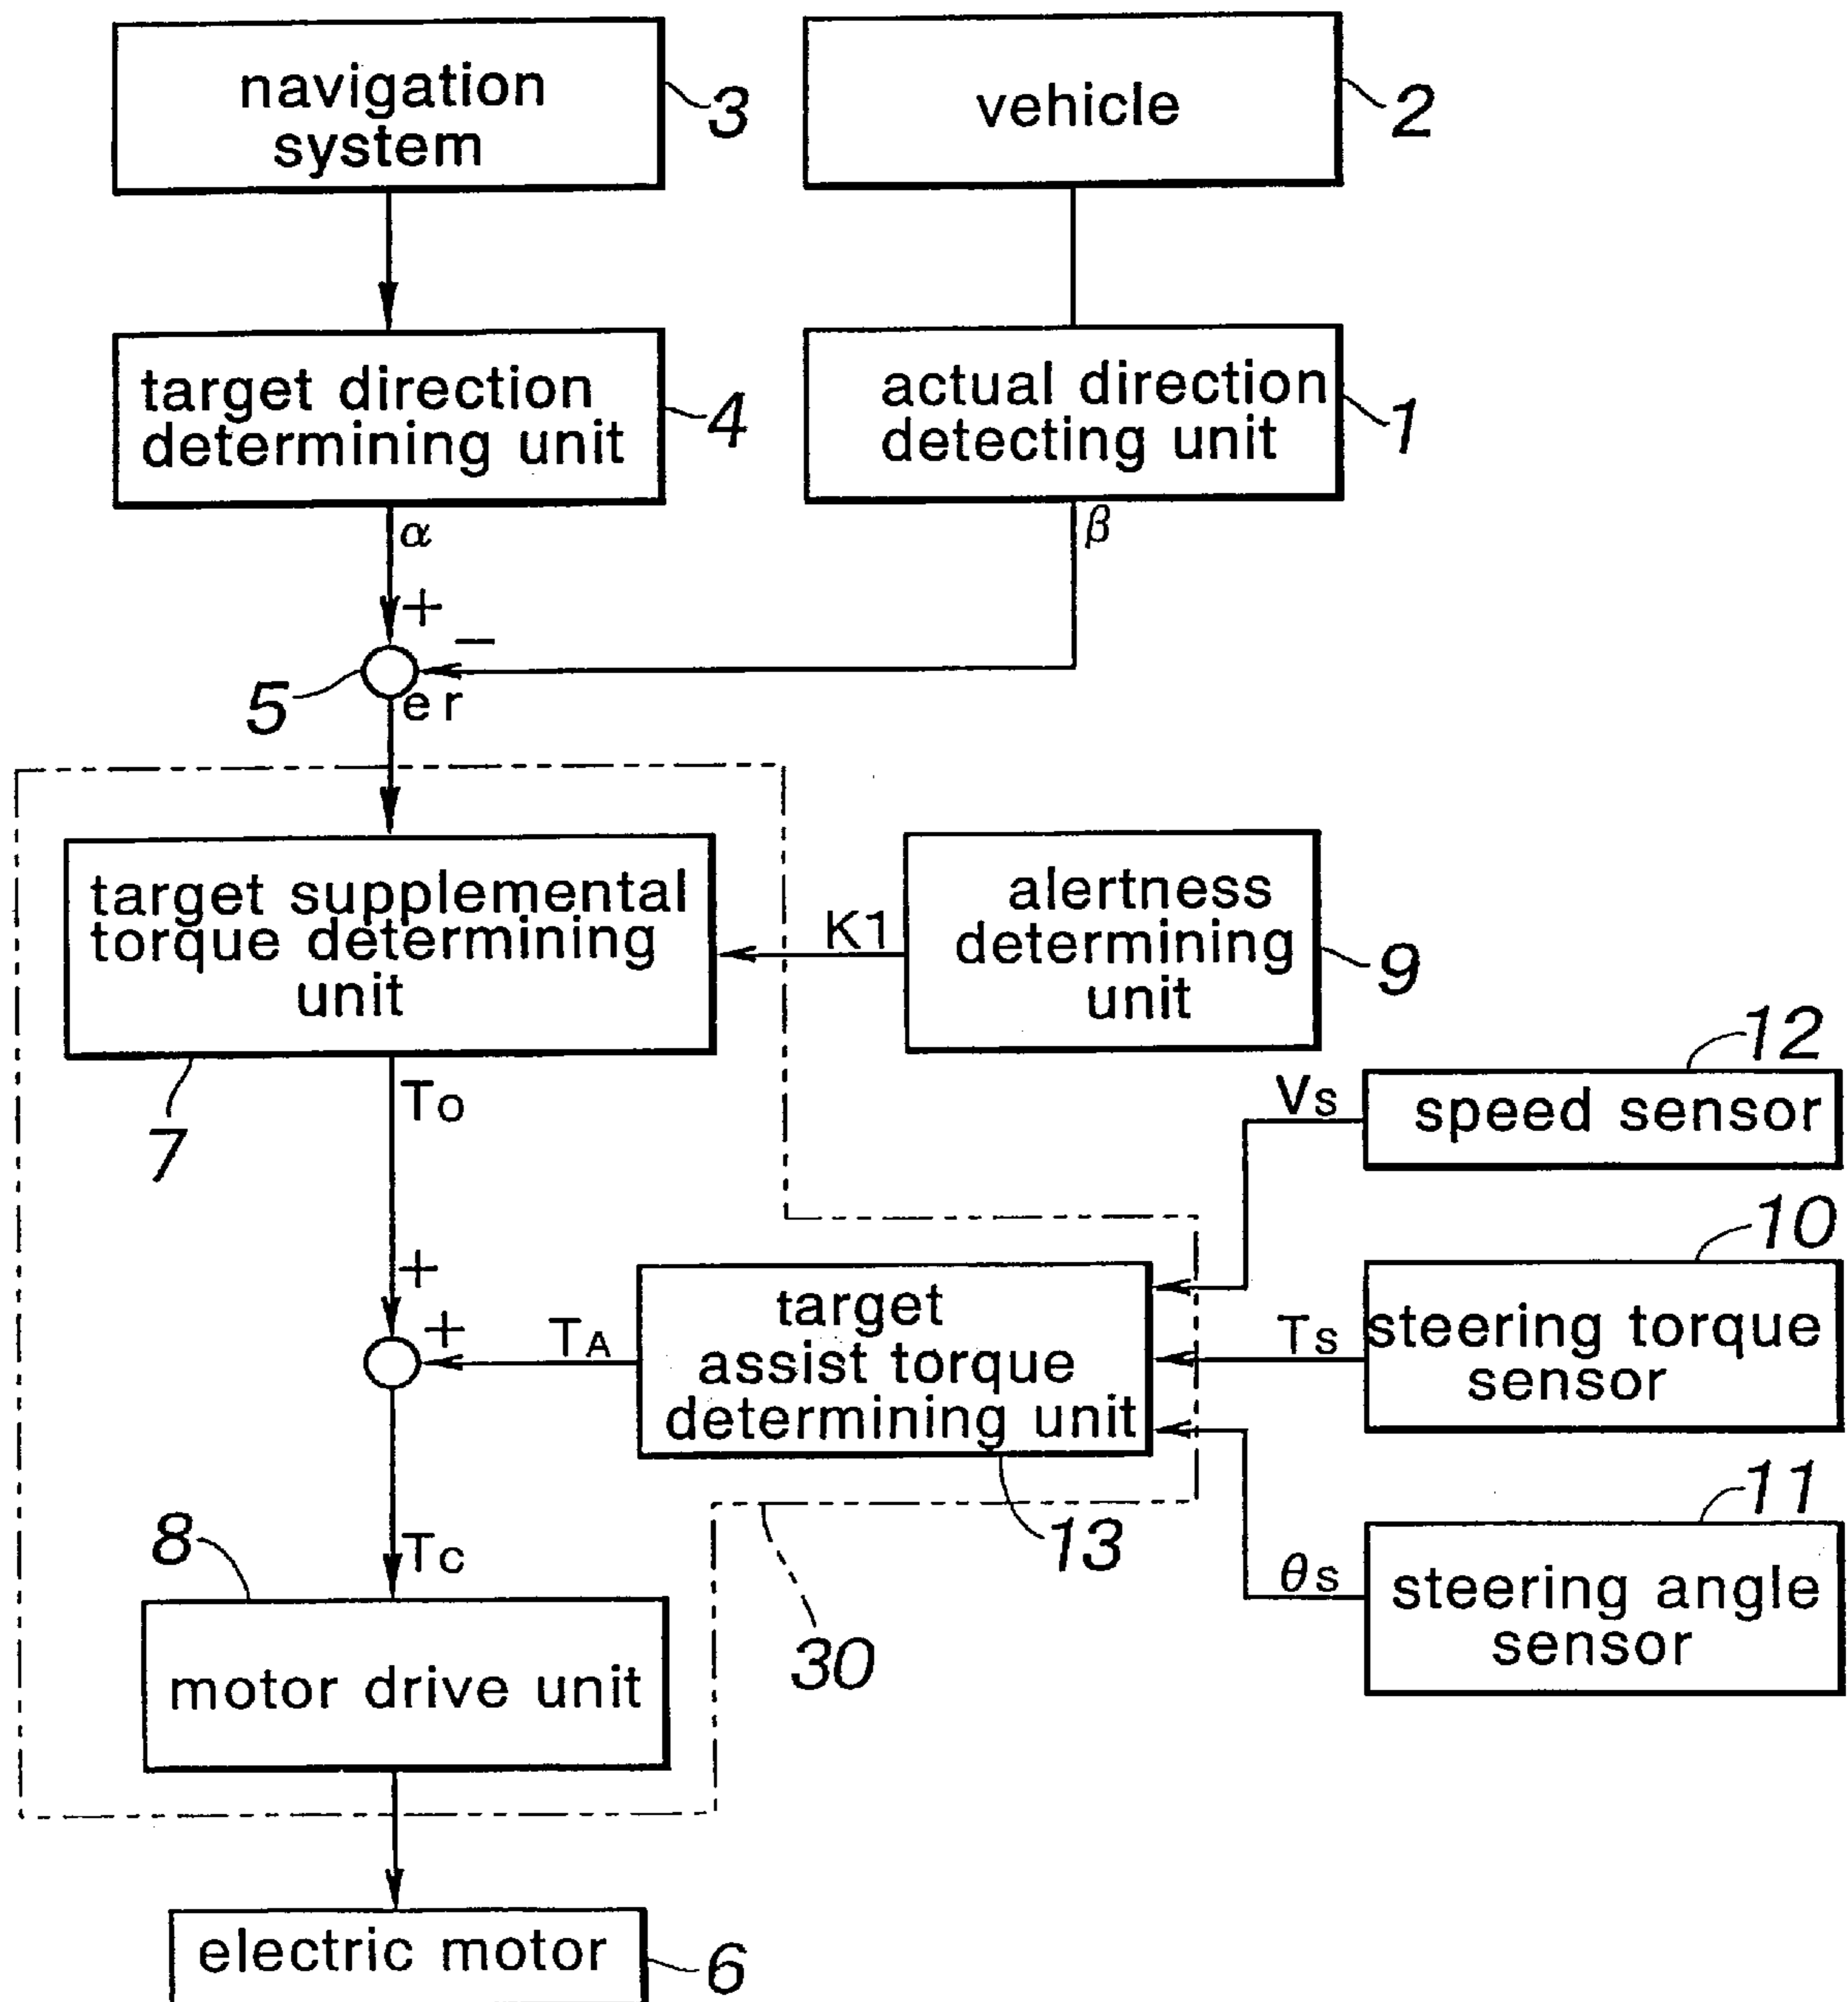 navigation
system
3
vehicle
2
target direction
determining unit
4
actual direction
detecting unit
1
α
β
+
−
5
er
target supplemental
torque determining
unit
7
K1
alertness
determining
unit
9
To
12
Vs
speed sensor
10
+
+
TA
target
assist torque
determining unit
13
Ts
steering torque
sensor
11
θs
steering angle
sensor
30
8
Tc
motor drive unit
electric motor
6